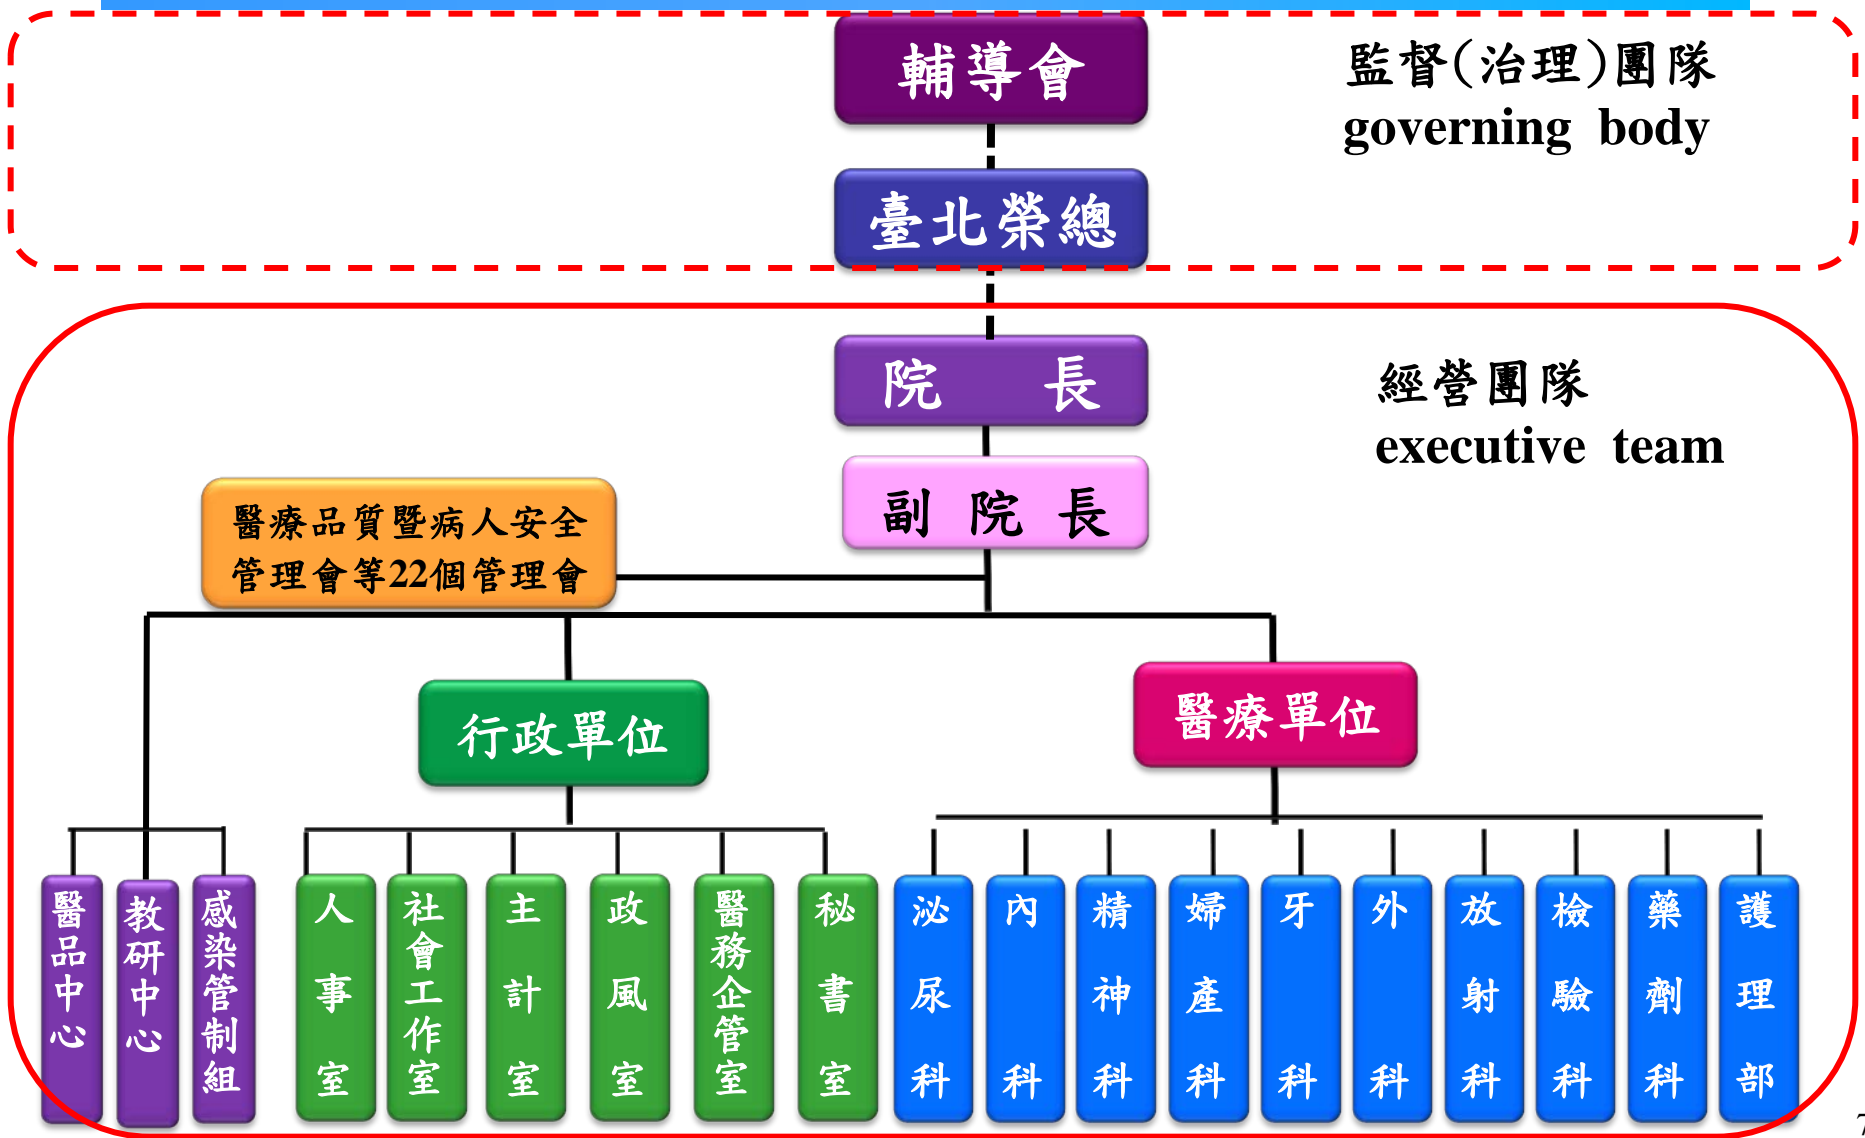 輔導會
監督(治理)團隊
governing body
臺北榮總
院 長
經營團隊
executive team
副 院 長
醫療品質暨病人安全
管理會等22個管理會
行政單位
醫療單位
醫品中心
教研中心
感染管制組
人事室
社會工作室
主計室
政風室
醫務企管室
秘書室
泌尿科
內科
精神科
婦產科
牙科
外科
放射科
檢驗科
藥劑科
護理部